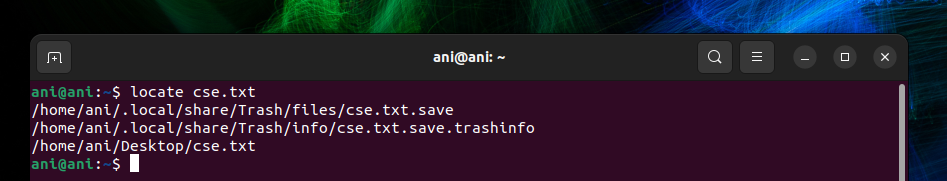 ani@ani: ~
ani@ani:~$ locate cse.txt
/home/ani/.local/share/Trash/files/cse.txt.save
/home/ani/.local/share/Trash/info/cse.txt.save.trashinfo
/home/ani/Desktop/cse.txt
ani@ani:~$